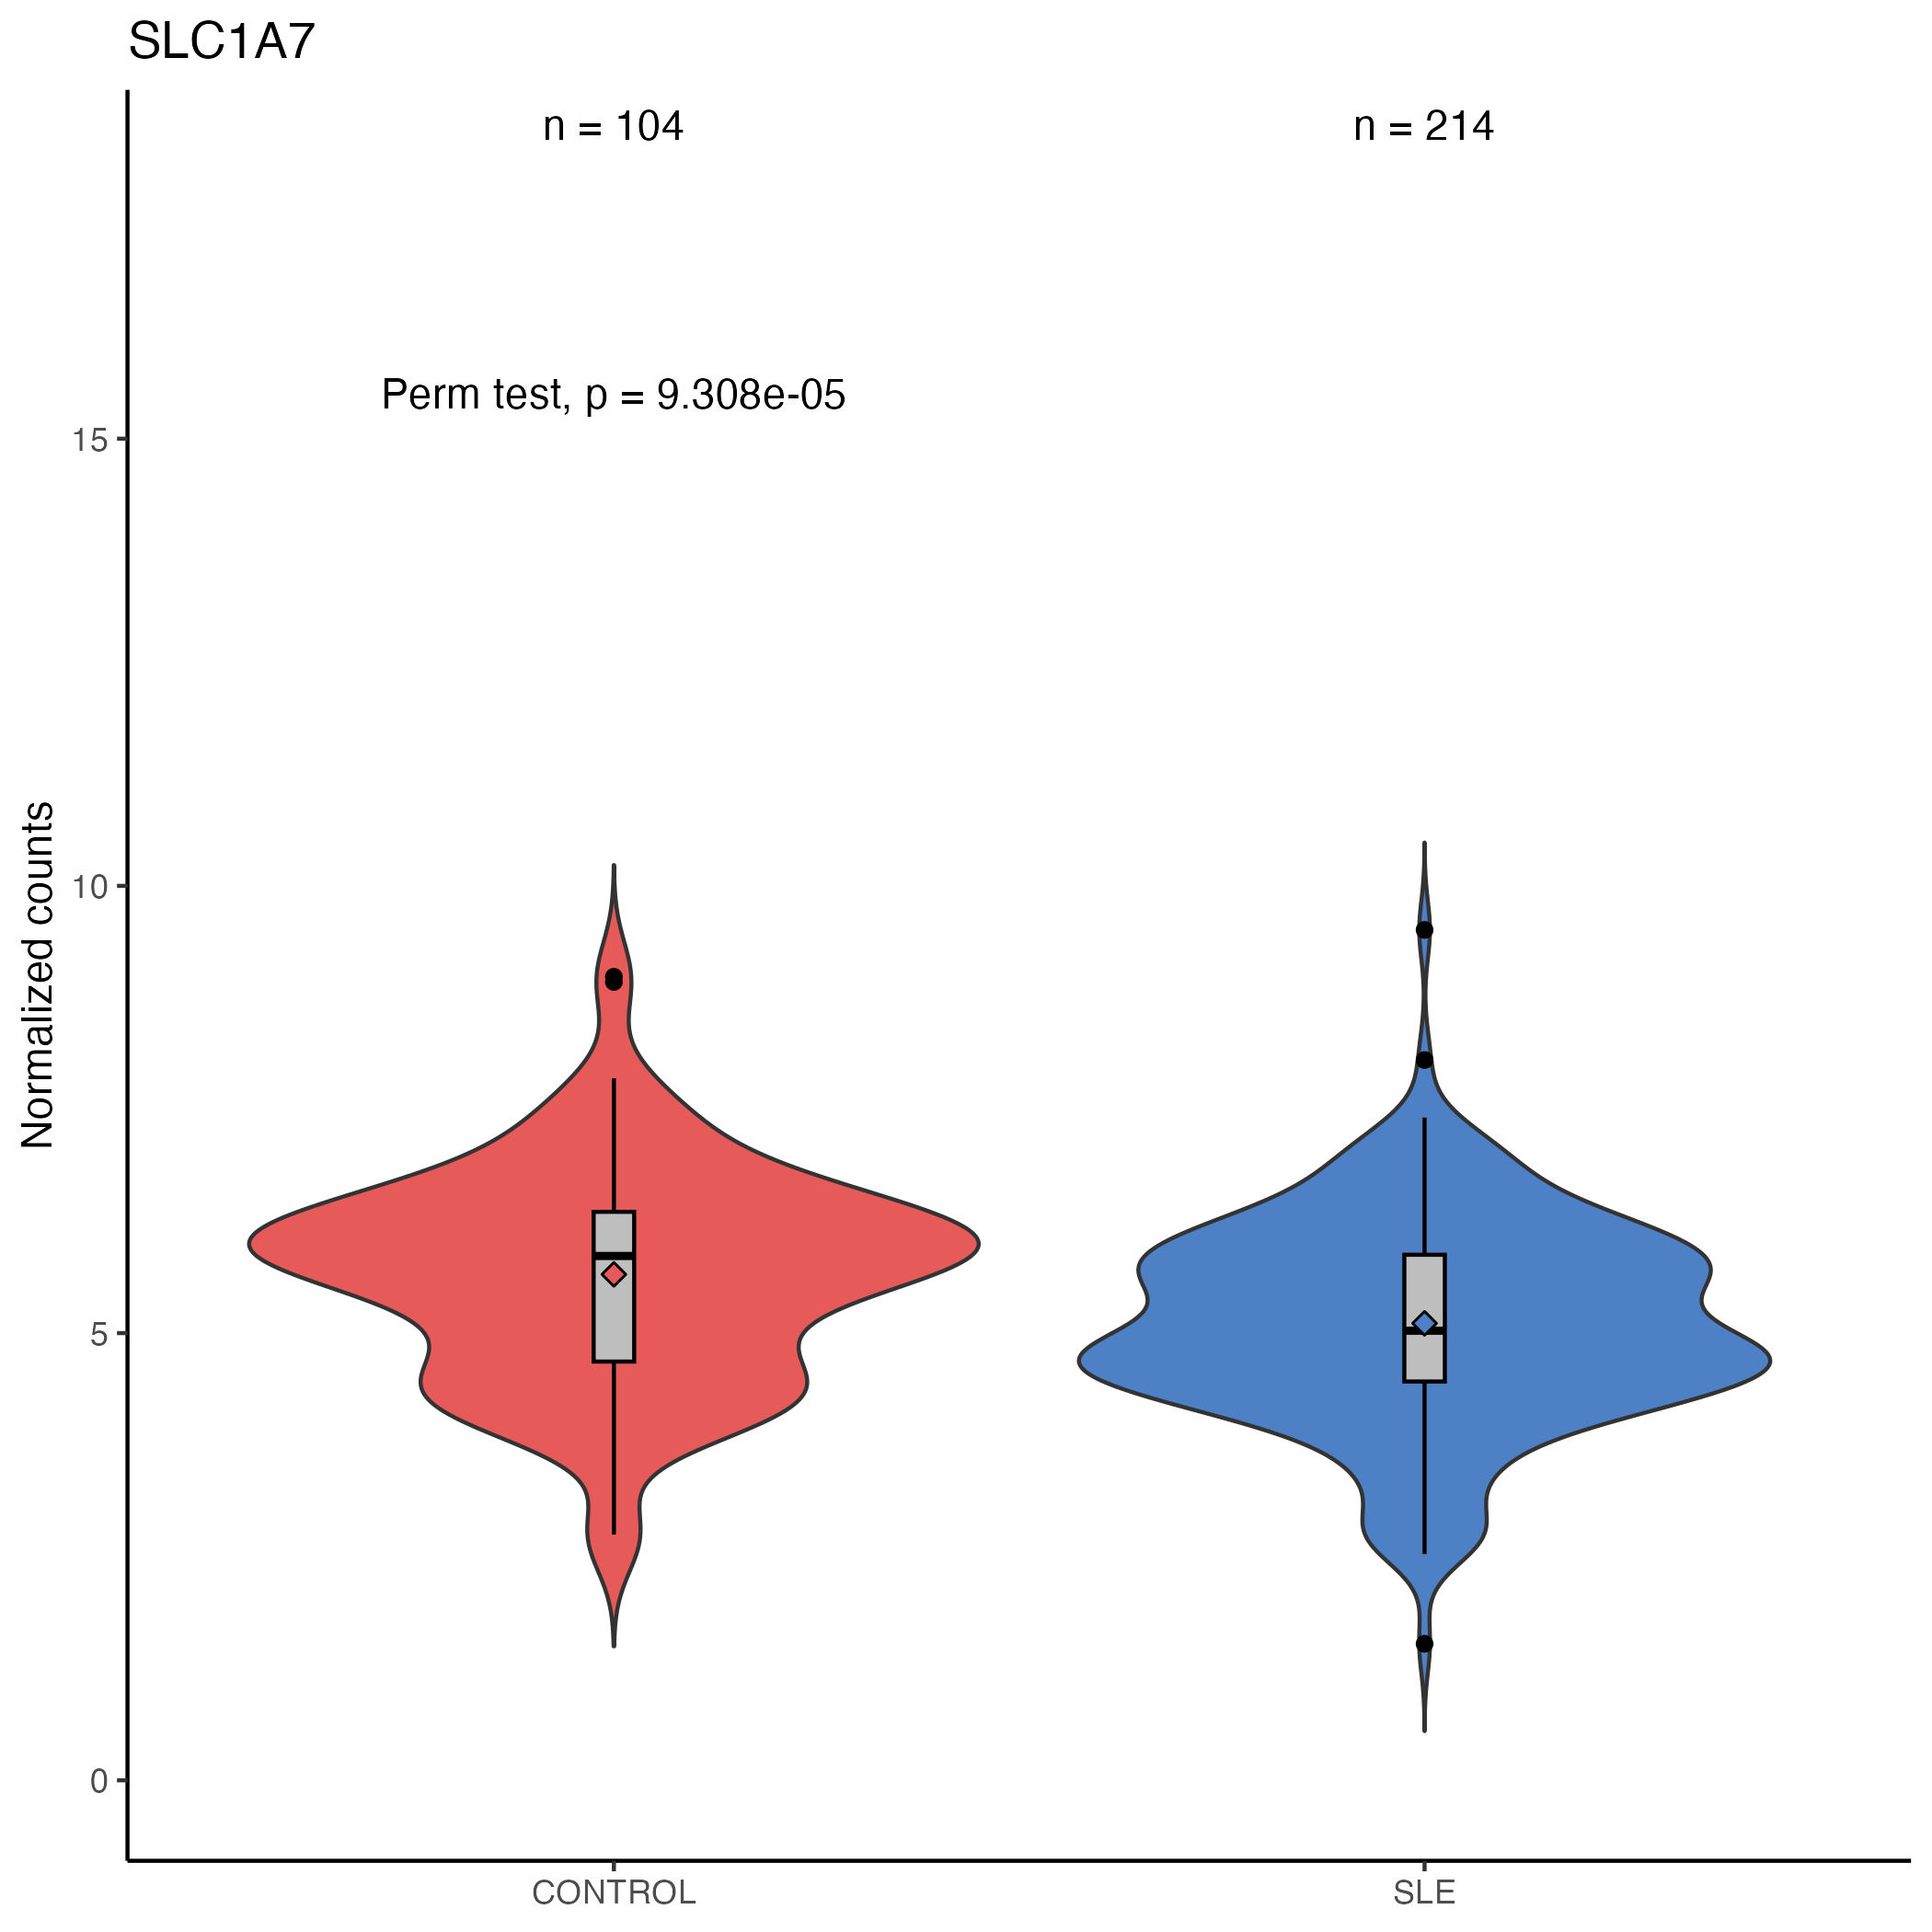 SLC1A7
n = 104
n = 214
Perm test, p = 9.308e-05
15
10
5
0
Normalized counts
CONTROL
SLE